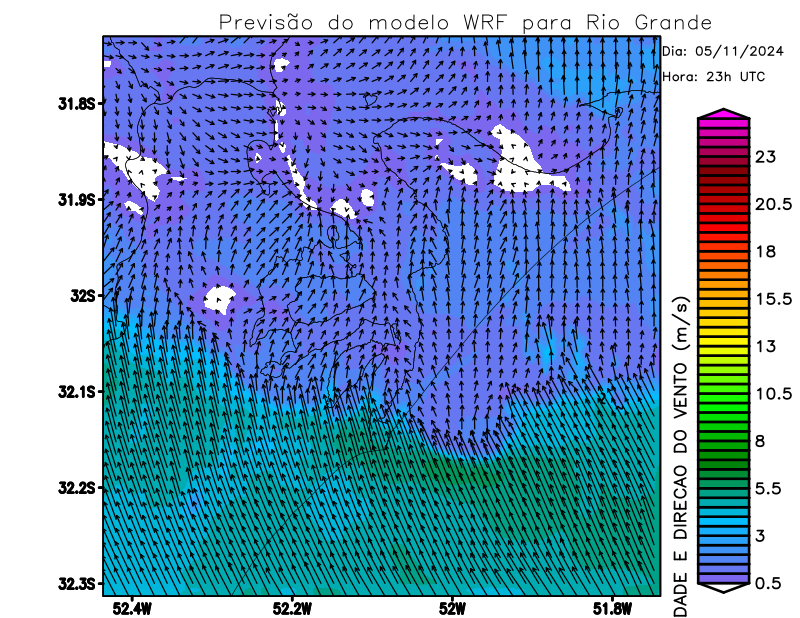 Previsão do modelo WRF para Rio Grande
Dia: 05/11/2024
Hora: 23h UTC
31.8S
31.9S
32S
32.1S
32.2S
32.3S
52.4W
52.2W
52W
51.8W
23
20.5
18
15.5
13
10.5
8
5.5
3
0.5
DADE E DIRECAO DO VENTO (m/s)